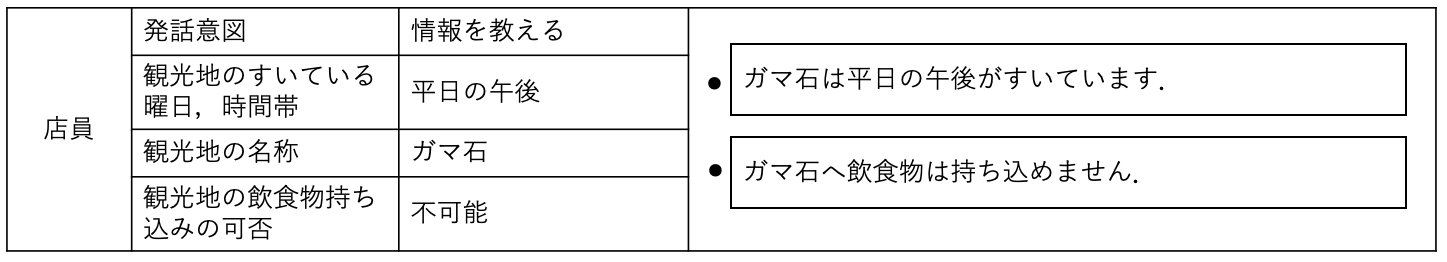 店員
発話意図
情報を教える
観光地のすいている
曜日，時間帯
平日の午後
観光地の名称
ガマ石
観光地の飲食物持ち
込みの可否
不可能
● ガマ石は平日の午後がすいています．
● ガマ石へ飲食物は持ち込めません．